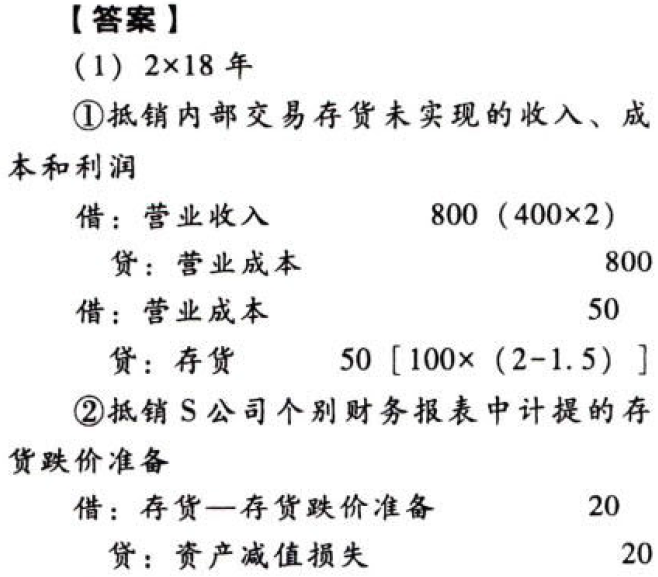 【答案】
（1）2×18 年
①抵销内部交易存货未实现的收入、成
本和利润
借：营业收入 800（400×2）
贷：营业成本 800
借：营业成本 50
贷：存货 50［100×（2-1.5）］
②抵销 S 公司个别财务报表中计提的存
货跌价准备
借：存货—存货跌价准备 20
贷：资产减值损失 20